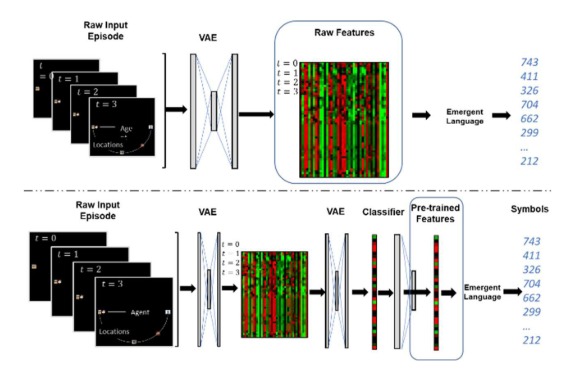 Raw Input
Episode
VAE
Raw Features
t
= 0
t = 1
t = 2
t = 3
Age
Locations
t = 0
t = 1
t = 2
t = 3
Emergent
Language
743
411
326
704
662
299
...
212
Raw Input
Episode
VAE
VAE
Classifier
Pre-trained
Features
Symbols
t = 0
t = 1
t = 2
t = 3
Agent
Locations
t = 0
t = 1
t = 2
t = 3
Emergent
Language
743
411
326
704
662
299
...
212